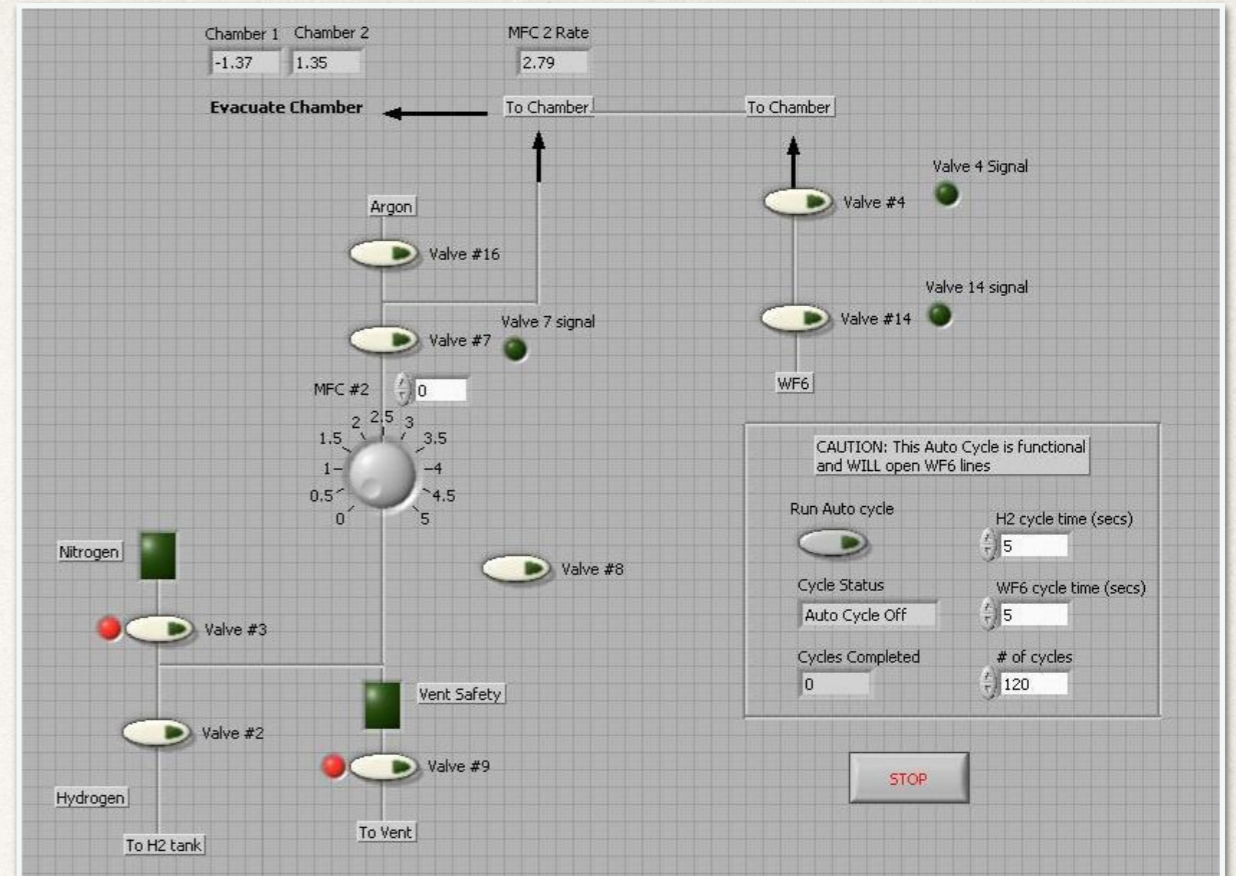 Chamber 1 Chamber 2 MFC 2 Rate
-1.37 1.35 2.79
Evacuate Chamber To Chamber To Chamber
Valve 4 Signal
Valve #4
Argon
Valve #16
Valve 14 signal
Valve #14
Valve 7 signal
Valve #7
WF6
MFC #2 0
0 0.5 1 1.5 2 2.5 3 3.5 4 4.5 5
CAUTION: This Auto Cycle is functional
and WILL open WF6 lines
Run Auto cycle H2 cycle time (secs)
5
Cycle Status WF6 cycle time (secs)
Auto Cycle Off 5
Cycles Completed # of cycles
0 120
Nitrogen
Valve #8
Valve #3
Vent Safety
Valve #2
Valve #9
Hydrogen
To Vent
To H2 tank
STOP